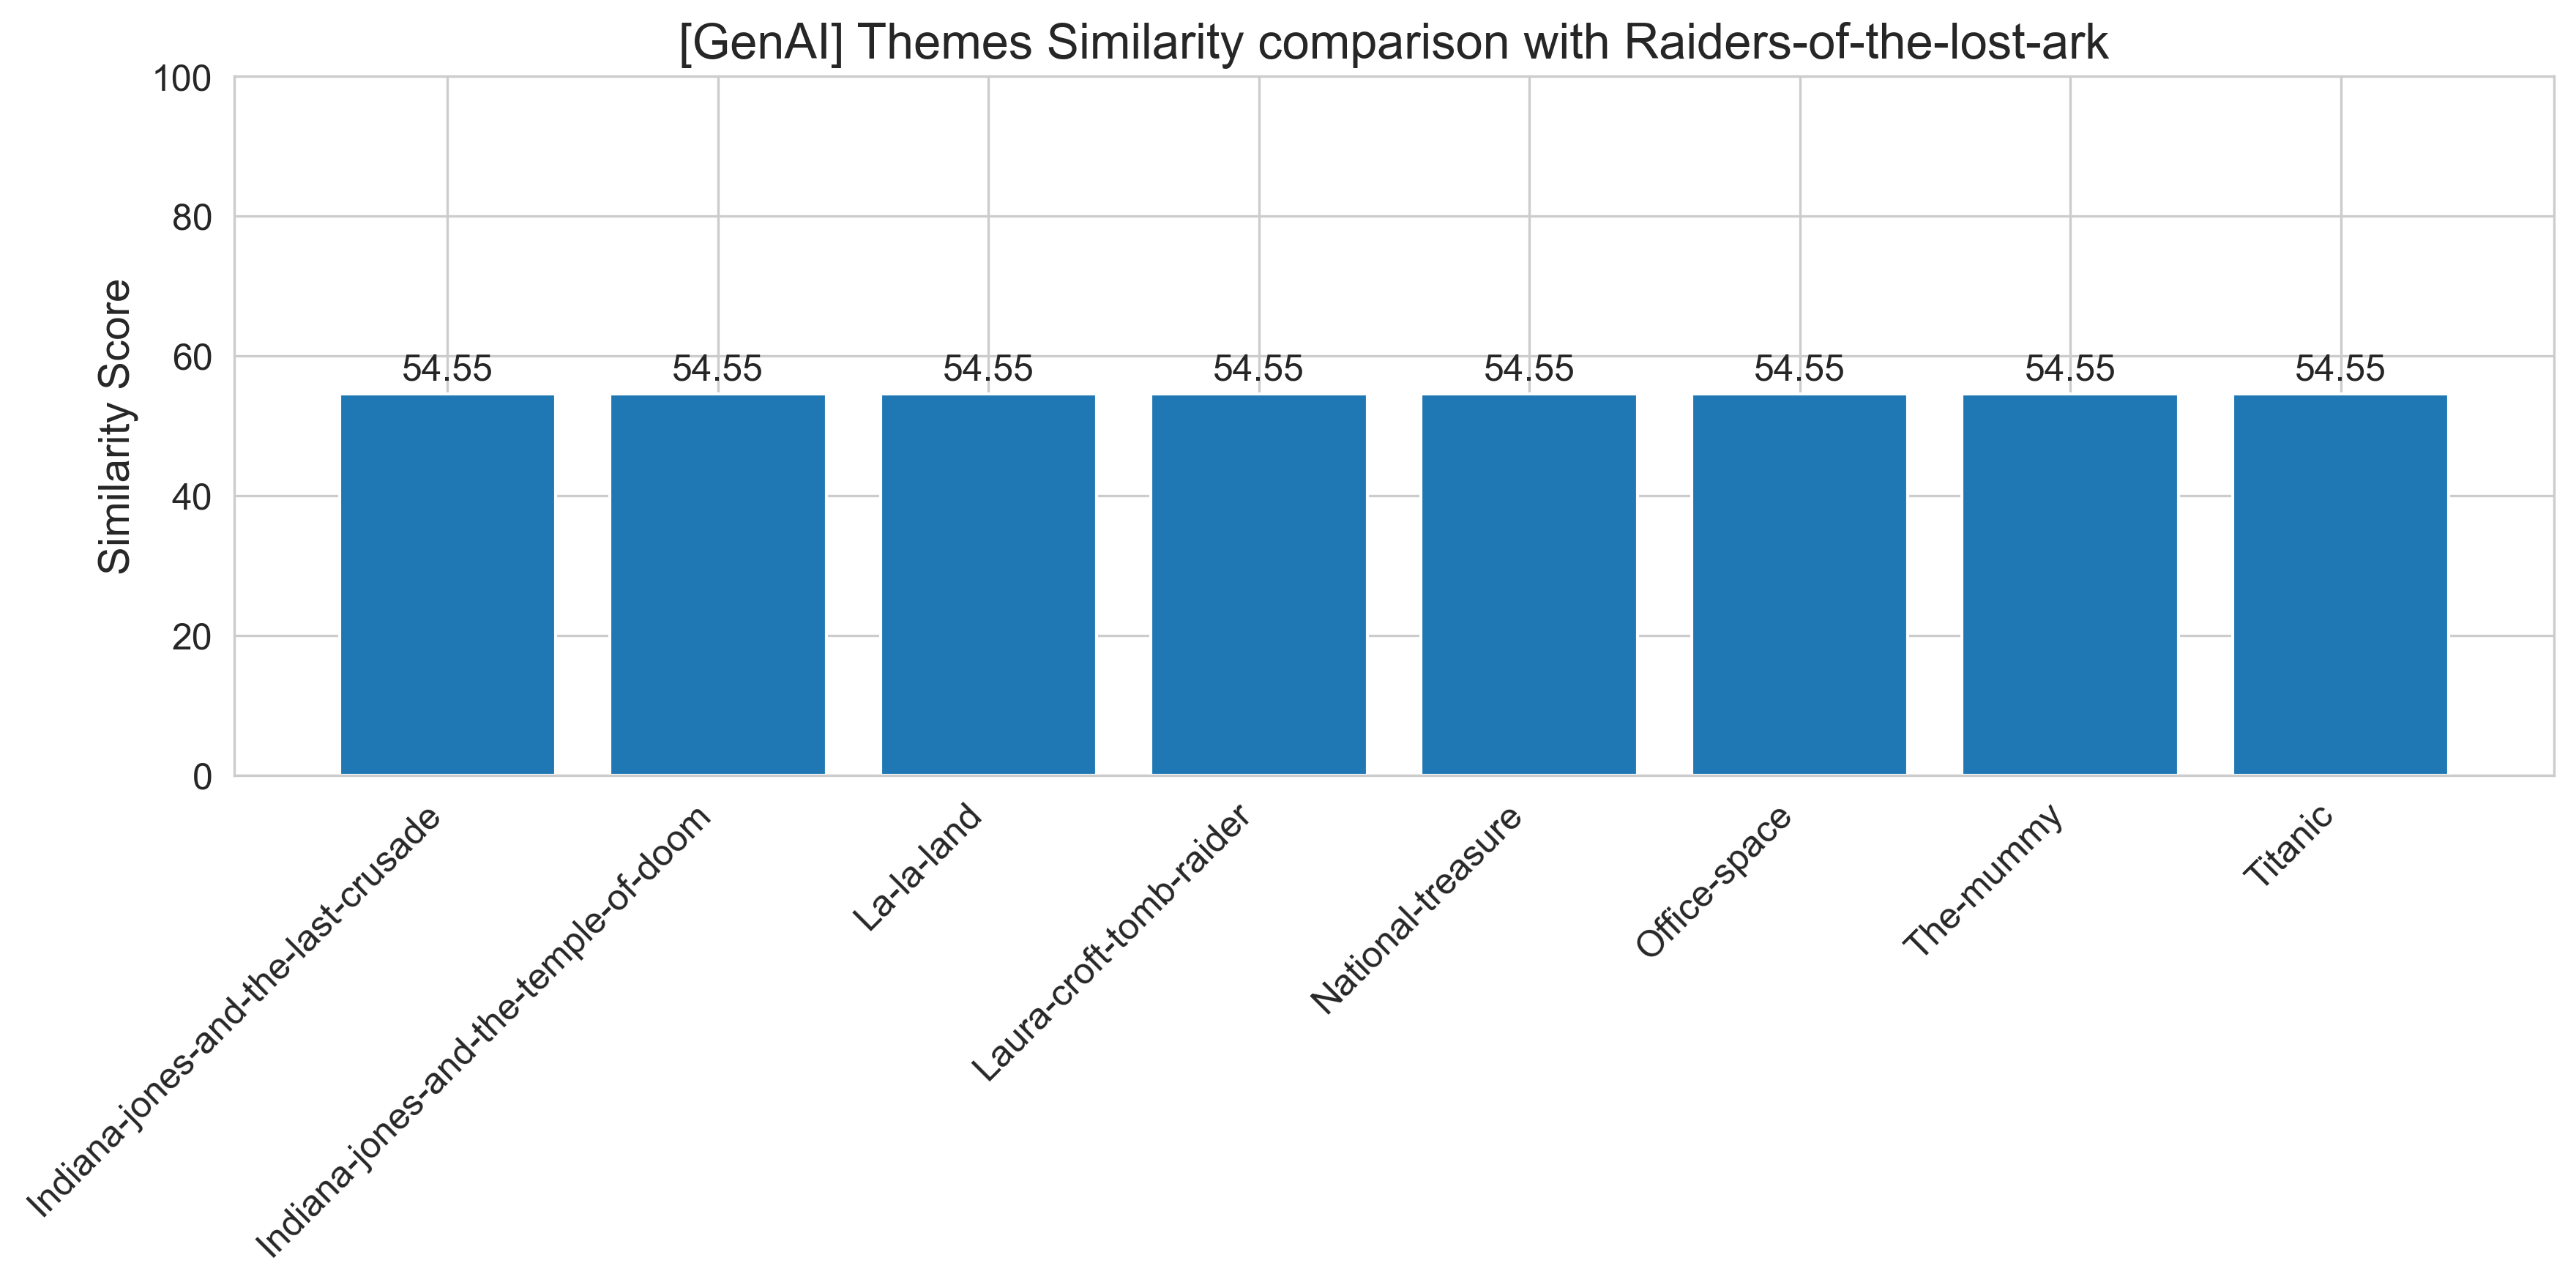 [GenAI] Themes Similarity comparison with Raiders-of-the-lost-ark
100
80
60
40
20
0
Similarity Score
54.55 54.55 54.55 54.55 54.55 54.55 54.55 54.55
Indiana-jones-and-the-last-crusade
Indiana-jones-and-the-temple-of-doom
La-la-land
Laura-croft-tomb-raider
National-treasure
Office-space
The-mummy
Titanic